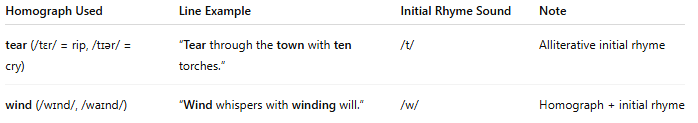 Homograph Used Line Example Initial Rhyme Sound Note
tear (/tɛr/ = rip, /tɪər/ = cry) “Tear through the town with ten torches.” /t/ Alliterative initial rhyme
wind (/wɪnd/, /waɪnd/) “Wind whispers with winding will.” /w/ Homograph + initial rhyme